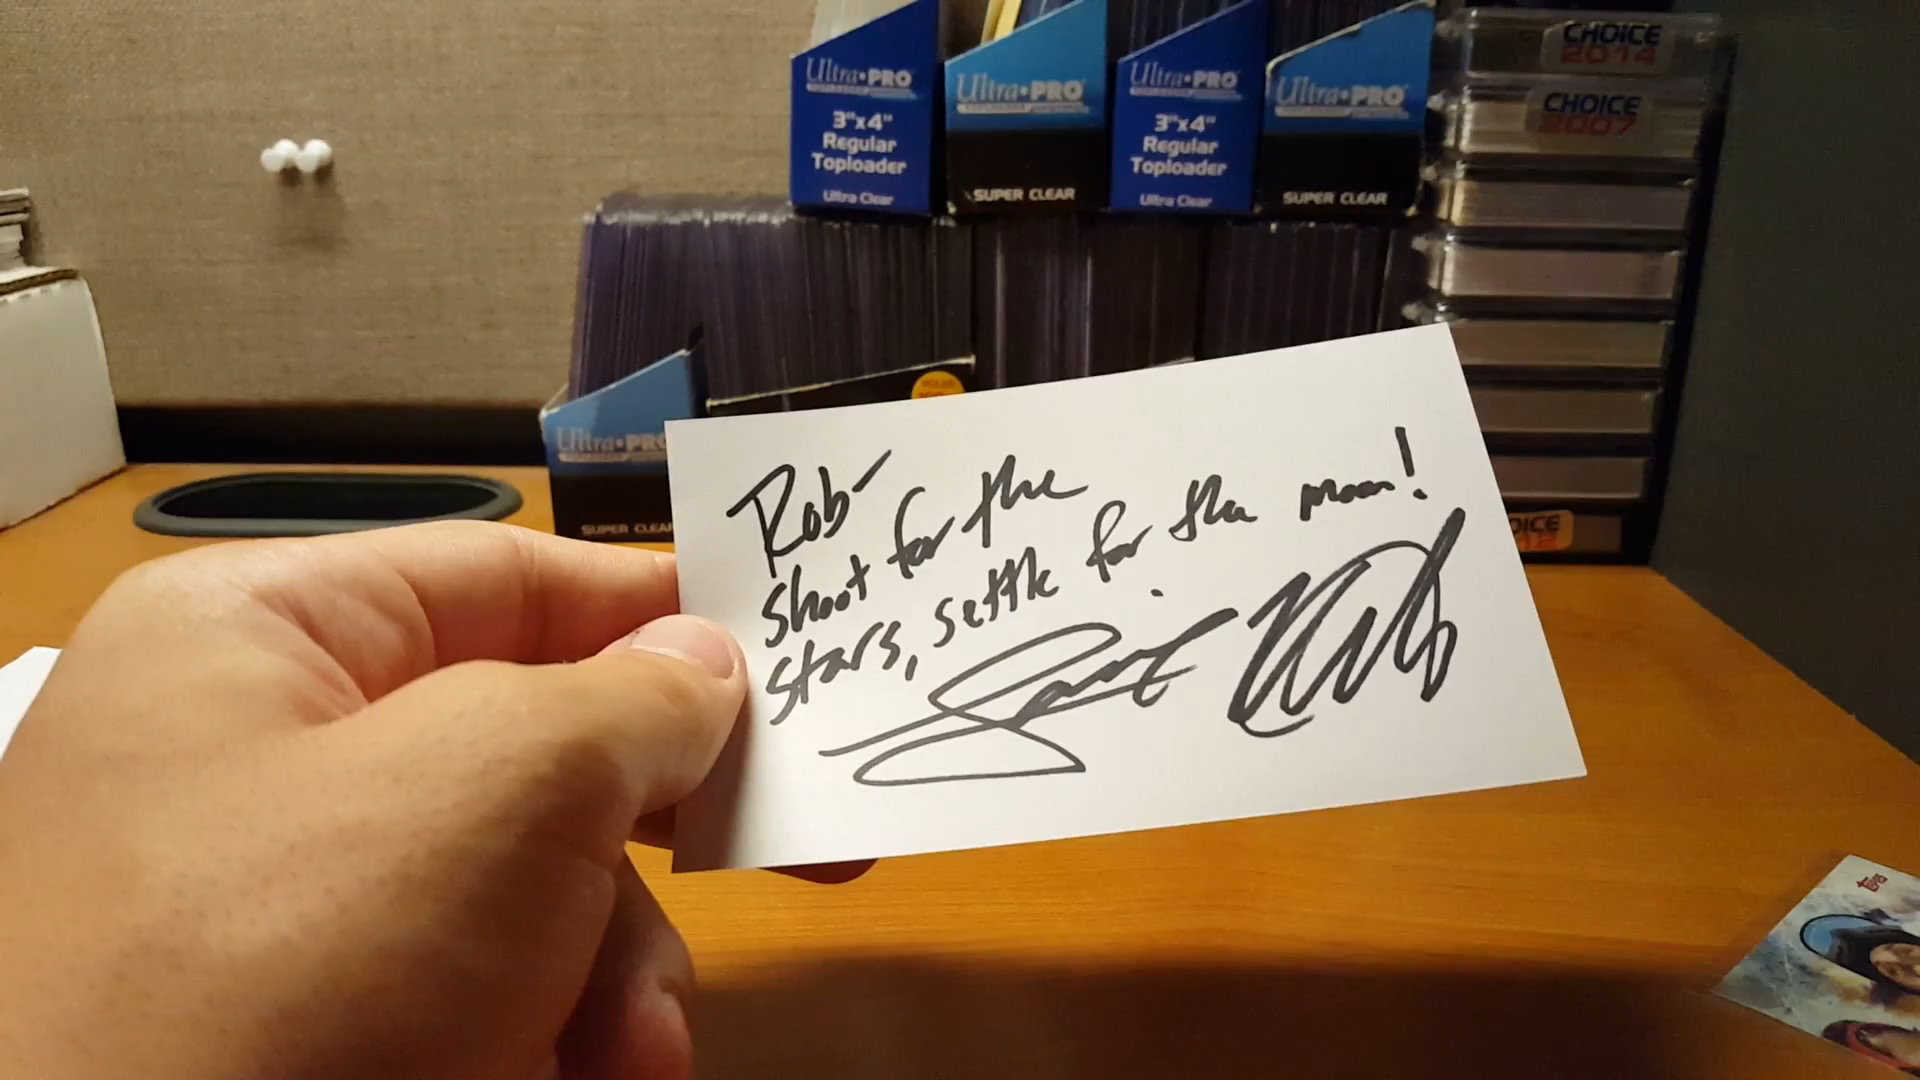 CHOICE
2014
CHOICE
2007
Ultra•PRO
3"x4"
Regular
Toploader
Ultra Clear
Ultra•PRO
SUPER CLEAR
Ultra•PRO
3"x4"
Regular
Toploader
Ultra Clear
Ultra•PRO
SUPER CLEAR
Ultra•PRO
SUPER CLEAR
Rob-
Shoot for the
stars, settle for the moon!
topps